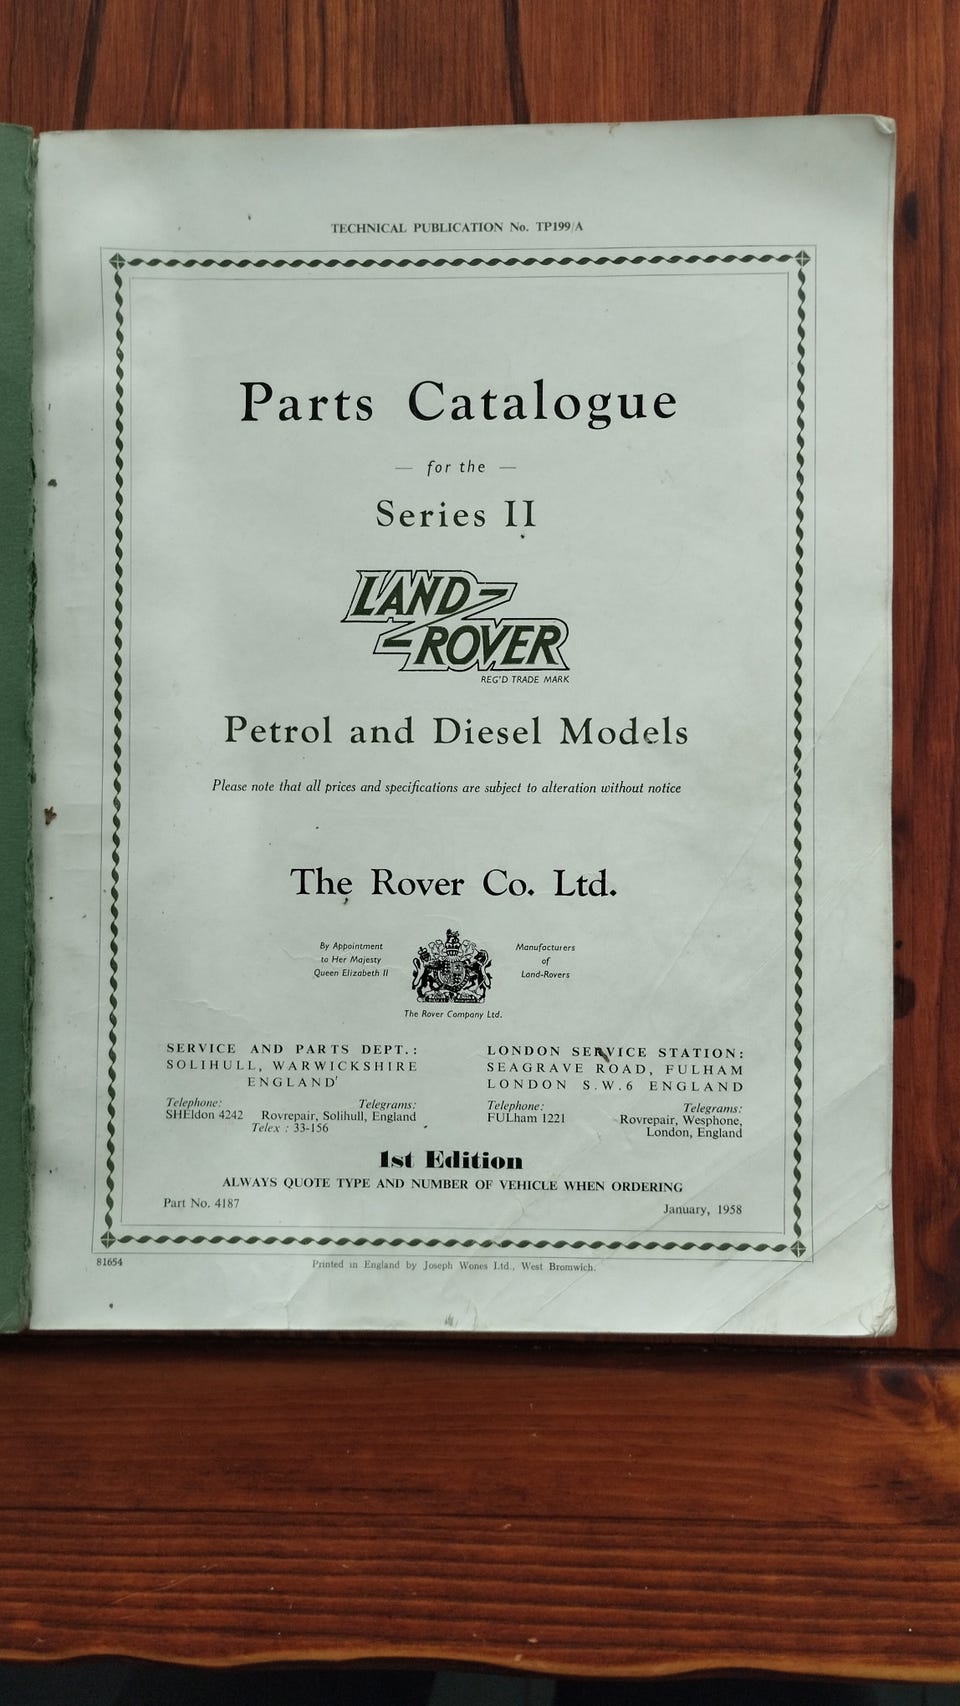 TECHNICAL PUBLICATION No. TP199/A
Parts Catalogue
— for the —
Series II
LAND-
ROVER
REG'D TRADE MARK
Petrol and Diesel Models
Please note that all prices and specifications are subject to alteration without notice
The Rover Co. Ltd.
By Appointment
to Her Majesty
Queen Elizabeth II
Manufacturers
of
Land-Rovers
The Rover Company Ltd.
SERVICE AND PARTS DEPT.:
SOLIHULL, WARWICKSHIRE
ENGLAND
Telephone: Telegrams:
SHEldon 4242 Rovrepair, Solihull, England
Telex : 33-156
LONDON SERVICE STATION:
SEAGRAVE ROAD, FULHAM
LONDON S.W.6 ENGLAND
Telephone: Telegrams:
FULham 1221 Rovrepair, Wesphone,
London, England
1st Edition
ALWAYS QUOTE TYPE AND NUMBER OF VEHICLE WHEN ORDERING
Part No. 4187 January, 1958
81654 Printed in England by Joseph Wones Ltd., West Bromwich.